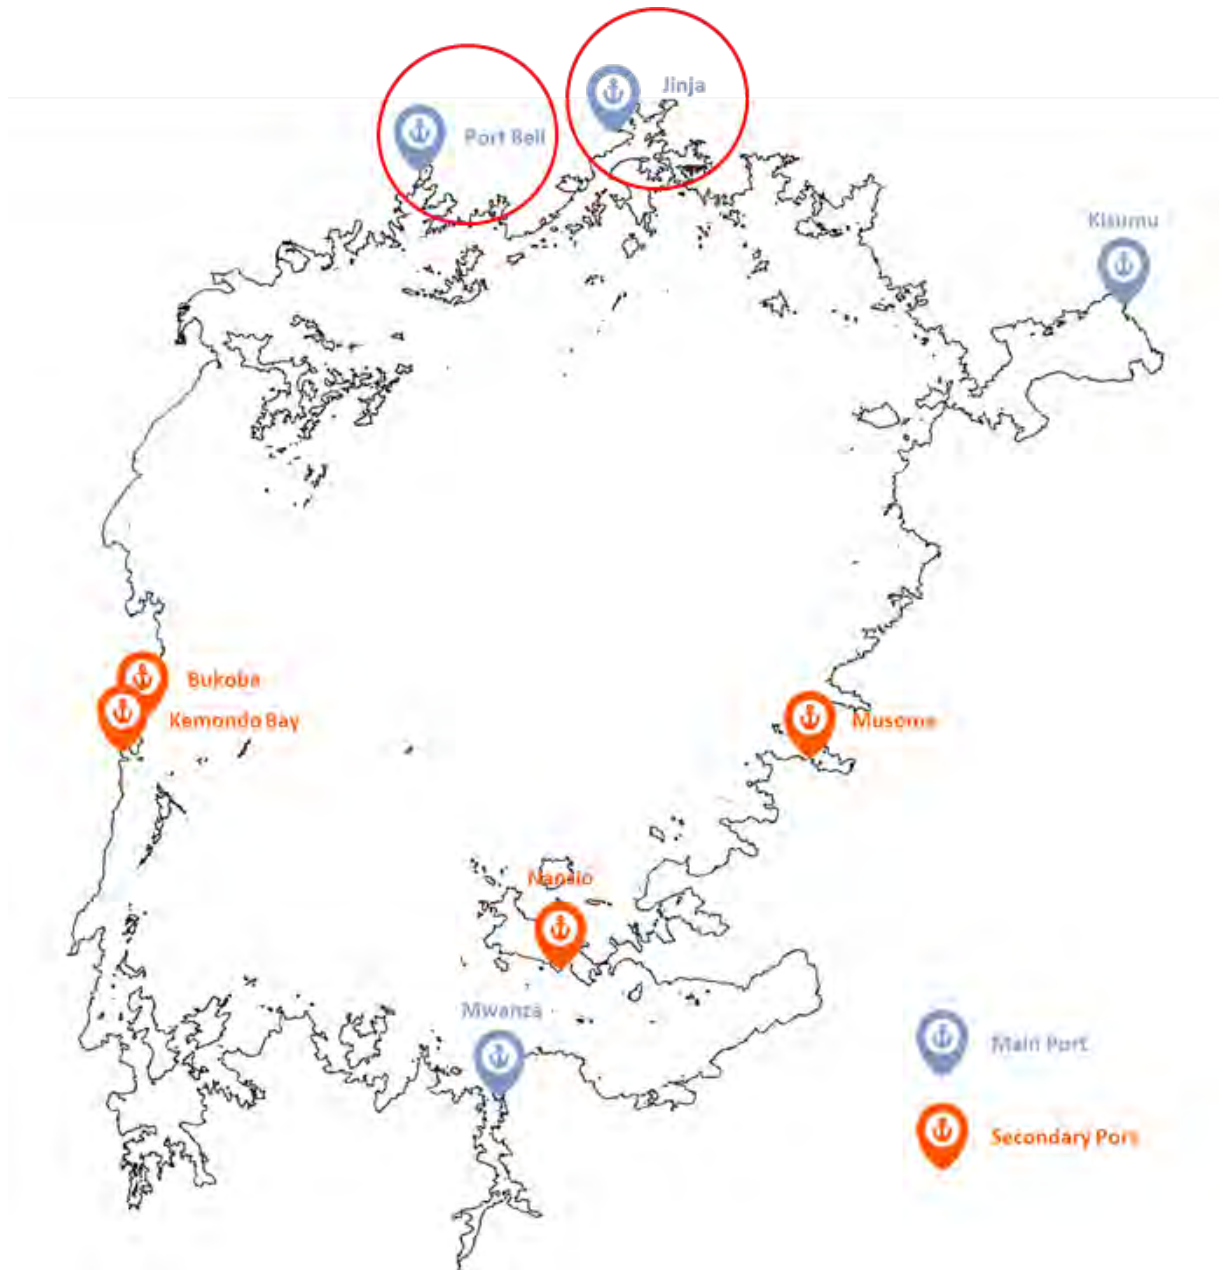 Jinja
Port Bell
Kisumu
Bukoba
Kemondo Bay
Musoma
Nansio
Mwanza
Main Port
Secondary Port